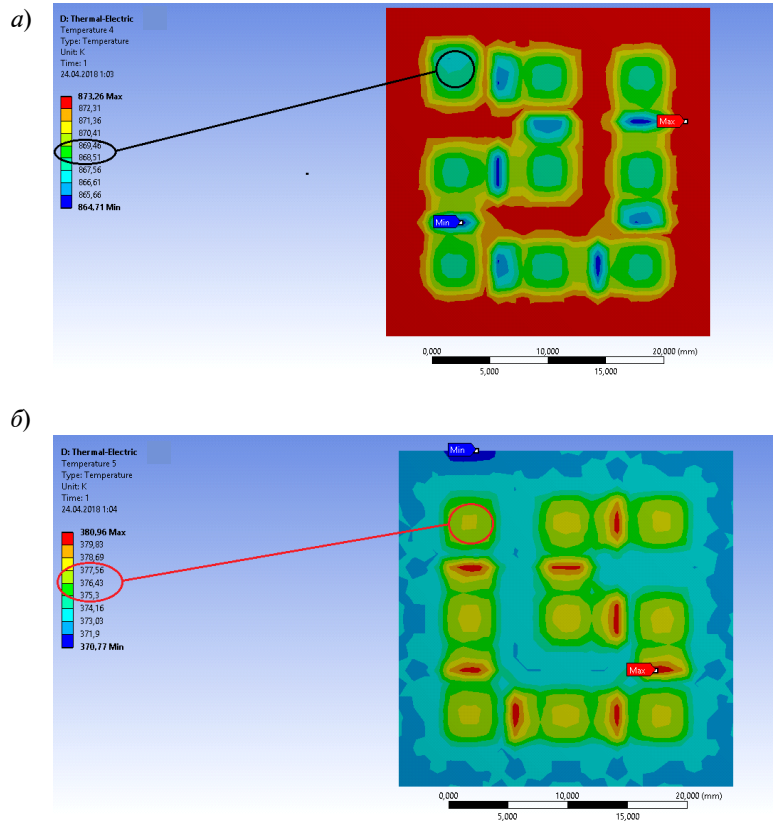 а)
D: Thermal-Electric
Temperature 4
Type: Temperature
Unit: K
Time: 1
24.04.2018 1:03
873,26 Max
872,31
871,36
870,41
869,46
868,51
867,56
866,61
865,66
864,71 Min
Max
Min
0,000 10,000 20,000 (mm)
5,000 15,000
б)
D: Thermal-Electric
Temperature 5
Type: Temperature
Unit: K
Time: 1
24.04.2018 1:04
380,96 Max
379,83
378,69
377,56
376,43
375,3
374,16
373,03
371,9
370,77 Min
Min
Max
0,000 10,000 20,000 (mm)
5,000 15,000